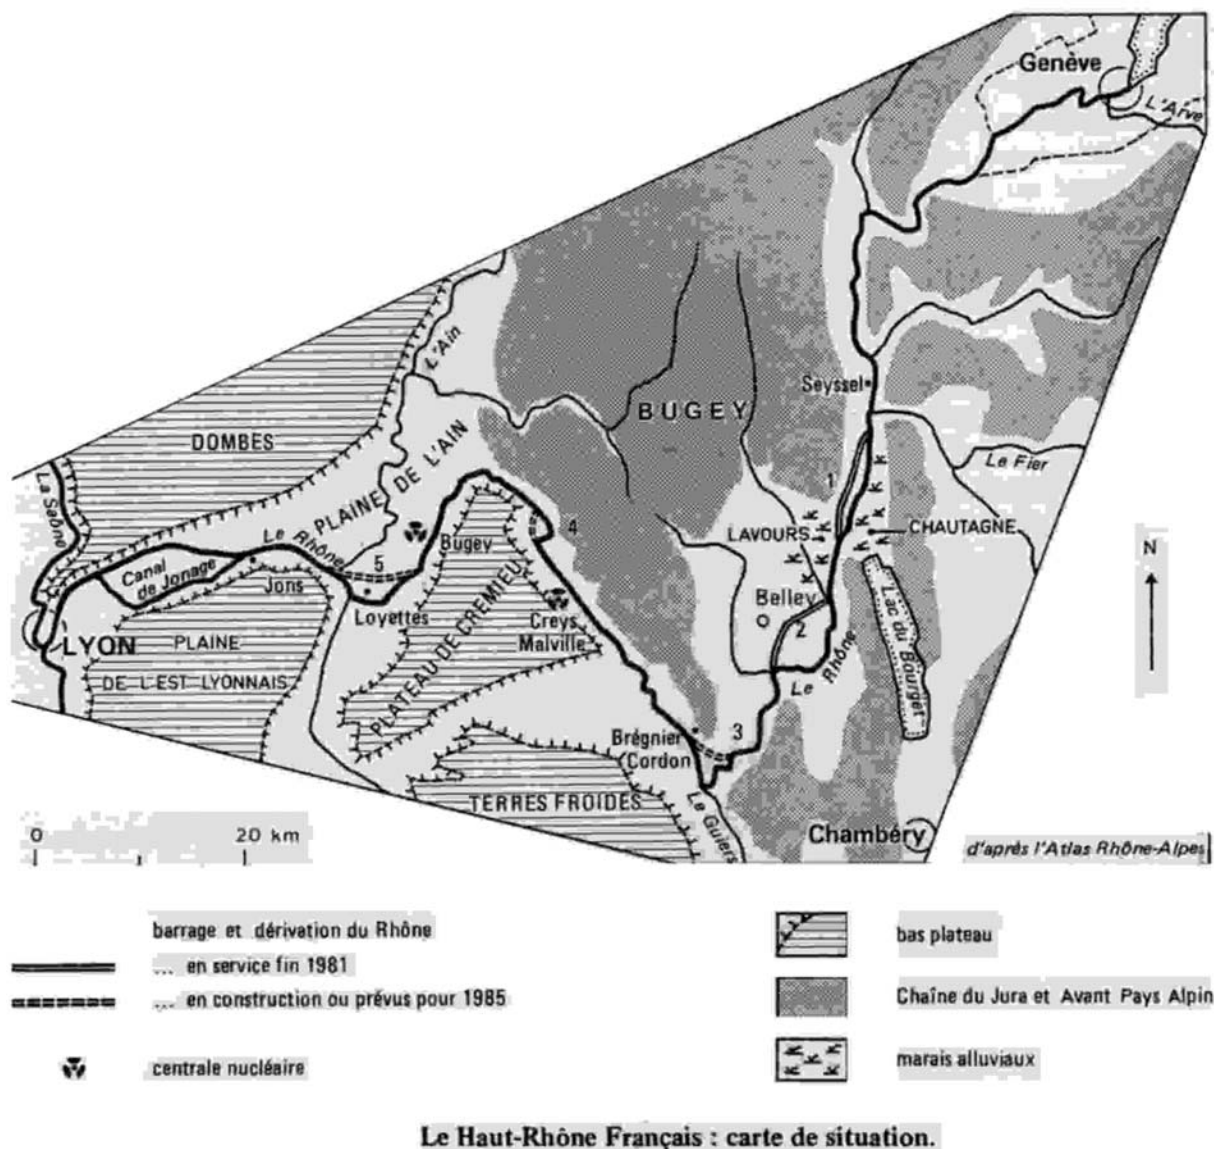 Genève
L'Arve
L'Ain
Seyssel
BUGEY
DOMBES
Le Fier
La Saône
PLAINE DE L'AIN
1
4
LAVOURS
CHAUTAGNE
Le Rhône
Bugey
N
Canal de Jonage
5
Jons
Belley
Loyettes
Creys
Malville
Lac du Bourget
2
LYON
PLAINE
DE L'EST LYONNAIS
PLATEAU DE CREMIEU
Le Rhône
3
Brégnier
Cordon
TERRES FROIDES
Le Guiers
0 20 km
Chambéry
d'après l'Atlas Rhône-Alpes
barrage et dérivation du Rhône
... en service fin 1981
... en construction ou prévus pour 1985
centrale nucléaire
bas plateau
Chaîne du Jura et Avant Pays Alpin
marais alluviaux
Le Haut-Rhône Français : carte de situation.